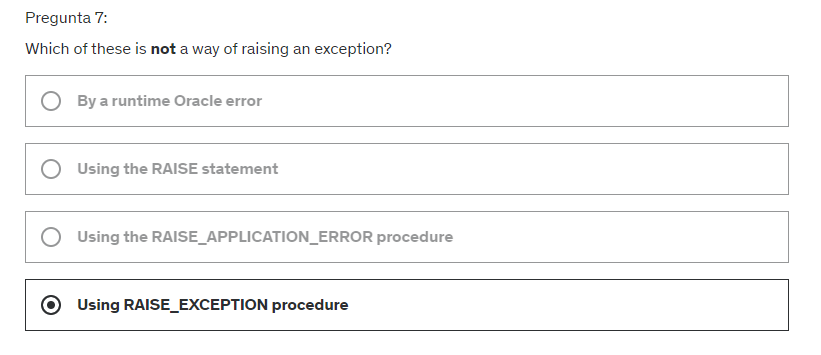 Pregunta 7:
Which of these is not a way of raising an exception?
By a runtime Oracle error
Using the RAISE statement
Using the RAISE_APPLICATION_ERROR procedure
Using RAISE_EXCEPTION procedure